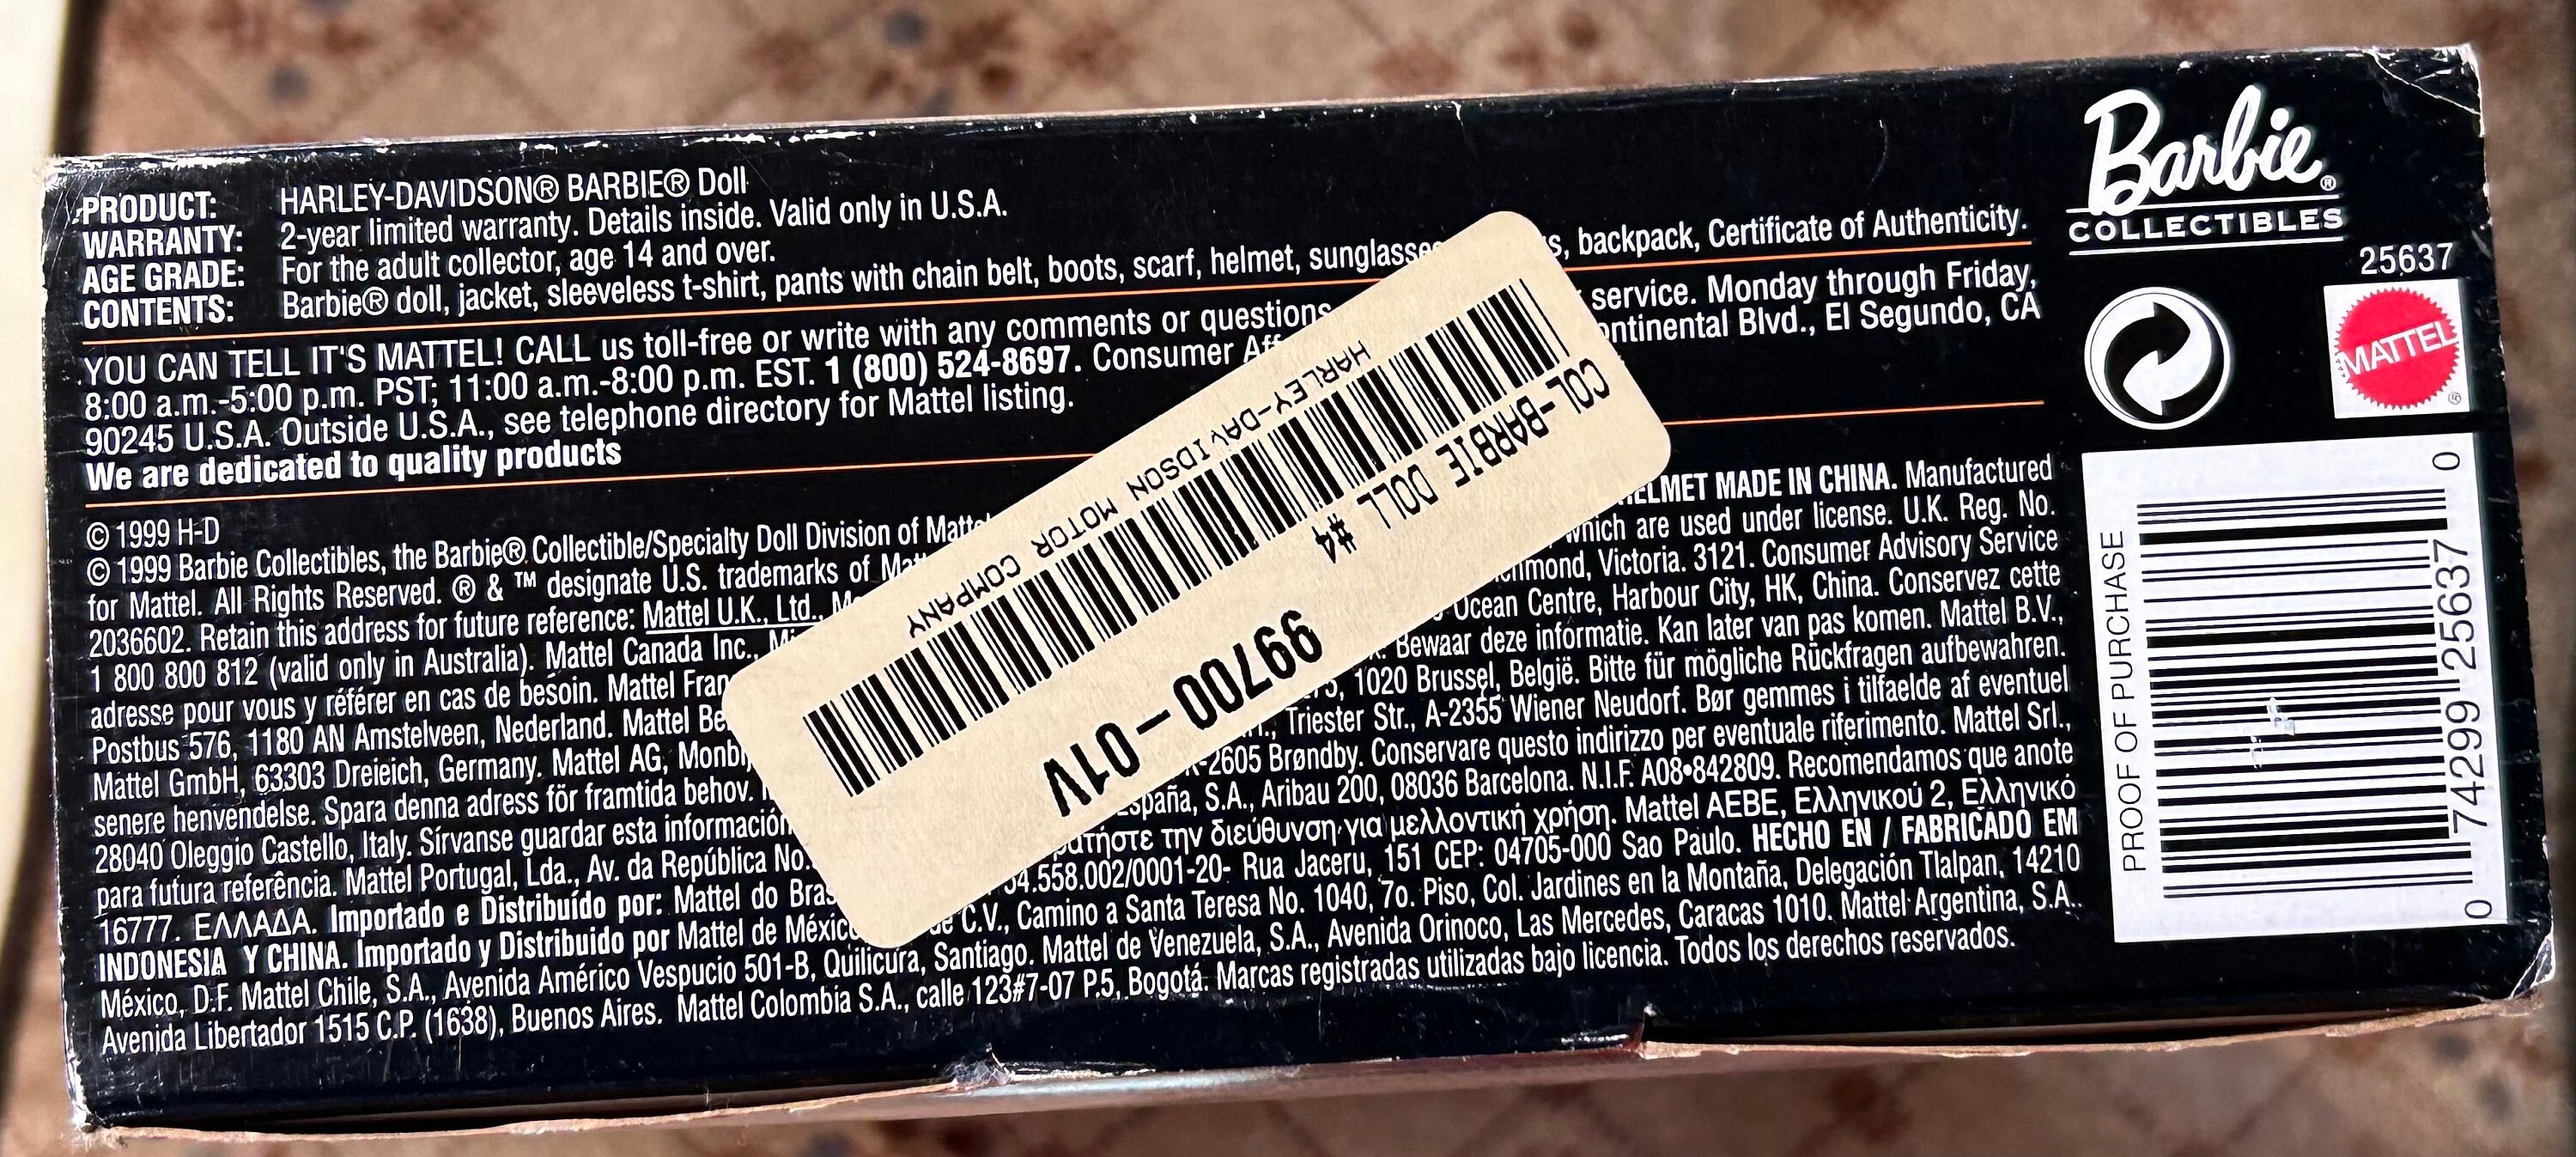 PRODUCT: HARLEY-DAVIDSON® BARBIE® Doll
WARRANTY: 2-year limited warranty. Details inside. Valid only in U.S.A.
AGE GRADE: For the adult collector, age 14 and over.
CONTENTS: Barbie® doll, jacket, sleeveless t-shirt, pants with chain belt, boots, scarf, helmet, backpack, Certificate of Authenticity.
YOU CAN TELL IT'S MATTEL! CALL us toll-free or write with any comments or questions service. Monday through Friday,
8:00 a.m.-5:00 p.m. PST; 11:00 a.m.-8:00 p.m. EST. 1 (800) 524-8697. Consumer Blvd., El Segundo, CA
90245 U.S.A. Outside U.S.A., see telephone directory for Mattel listing.
We are dedicated to quality products
© 1999 H-D
© 1999 Barbie Collectibles, the Barbie® Collectible/Specialty Doll Division of MADE IN CHINA. Manufactured
for Mattel. All Rights Reserved. ® & ™ designate U.S. trademarks of which are used under license. U.K. Reg. No.
2036602. Retain this address for future reference: Mattel U.K., Ltd., Victoria. 3121. Consumer Advisory Service
1 800 800 812 (valid only in Australia). Mattel Canada Inc., Ocean Centre, Harbour City, HK, China. Conservez cette
adresse pour vous y référer en cas de besoin. Mattel Bewaar deze informatie. Kan later van pas komen. Mattel B.V.,
Postbus 576, 1180 AN Amstelveen, Nederland. Mattel 1020 Brussel, België. Bitte für mögliche Rückfragen aufbewahren.
Mattel GmbH, 63303 Dreieich, Germany. Mattel AG, Triester Str., A-2355 Wiener Neudorf. Bør gemmes i tilfaelde af eventuel
senere henvendelse. Spara denna adress för framtida behov. 2605 Brøndby. Conservare questo indirizzo per eventuale riferimento. Mattel Srl.,
28040 Oleggio Castello, Italy. Sírvanse guardar esta información España, S.A., Aribau 200, 08036 Barcelona. N.I.F. A08•842809. Recomendamos que anote
para futura referência. Mattel Portugal, Lda., Av. da República No. την διεύθυνση για μελλοντική χρήση. Mattel AEBE, Ελληνικού 2, Ελληνικό
16777. ΕΛΛΑΔΑ. Importado e Distribuído por: Mattel do 54.558.002/0001-20- Rua Jaceru, 151 CEP: 04705-000 Sao Paulo. HECHO EN / FABRICADO EM
INDONESIA Y CHINA. Importado y Distribuido por Mattel de México de C.V., Camino a Santa Teresa No. 1040, 7o. Piso, Col. Jardines en la Montaña, Delegación Tlalpan, 14210
México, D.F. Mattel Chile, S.A., Avenida Américo Vespucio 501-B, Quilicura, Santiago. Mattel de Venezuela, S.A., Avenida Orinoco, Las Mercedes, Caracas 1010. Mattel Argentina, S.A.
Avenida Libertador 1515 C.P. (1638), Buenos Aires. Mattel Colombia S.A., calle 123#7-07 P.5, Bogotá. Marcas registradas utilizadas bajo licencia. Todos los derechos reservados.
99700-01V
COL-BARBIE DOLL #4
HARLEY-DAVIDSON MOTOR COMPANY
Barbie®
COLLECTIBLES
25637
MATTEL®
PROOF OF PURCHASE
0 74299 25637 0